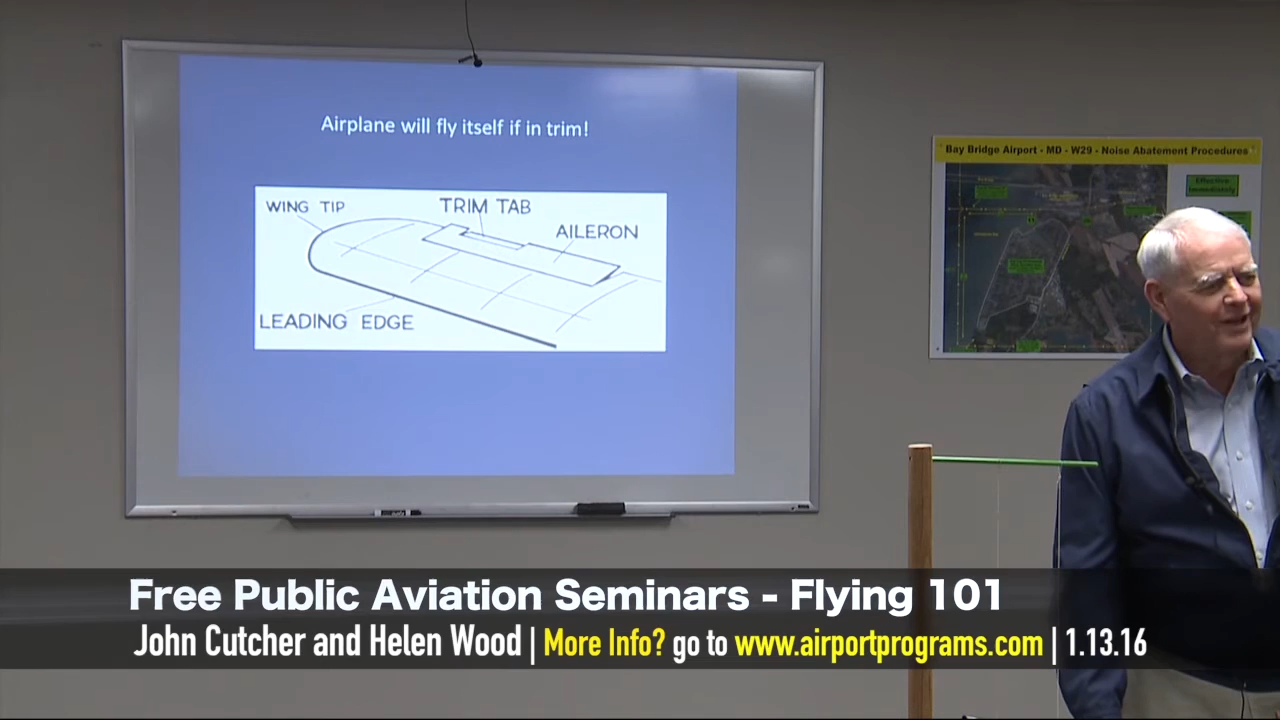 Airplane will fly itself if in trim!
WING TIP
TRIM TAB
AILERON
LEADING EDGE
Bay Bridge Airport - MD - W29 - Noise Abatement Procedures
Effective
Immediately
Free Public Aviation Seminars - Flying 101
John Cutcher and Helen Wood | More Info? go to www.airportprograms.com | 1.13.16